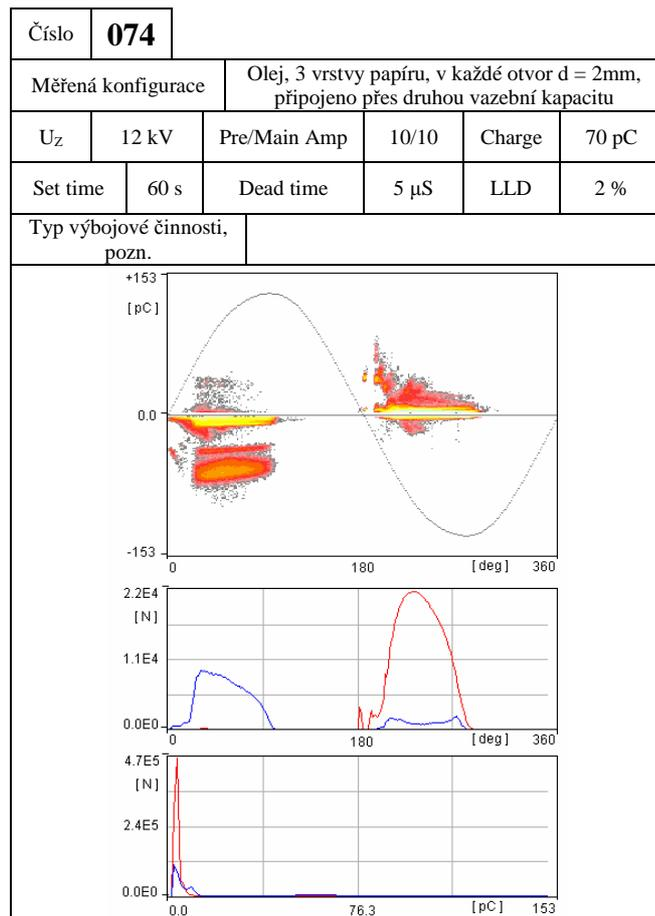 Číslo 074
Měřená konfigurace
Olej, 3 vrstvy papíru, v každé otvor d = 2mm,
připojeno přes druhou vazební kapacitu
UZ 12 kV Pre/Main Amp 10/10 Charge 70 pC
Set time 60 s Dead time 5 μS LLD 2 %
Typ výbojové činnosti,
pozn.
+153
[pC]
0.0
-153
0 180 [deg] 360
2.2E4
[N]
1.1E4
0.0E0
0 180 [deg] 360
4.7E5
[N]
2.4E5
0.0E0
0.0 76.3 [pC] 153